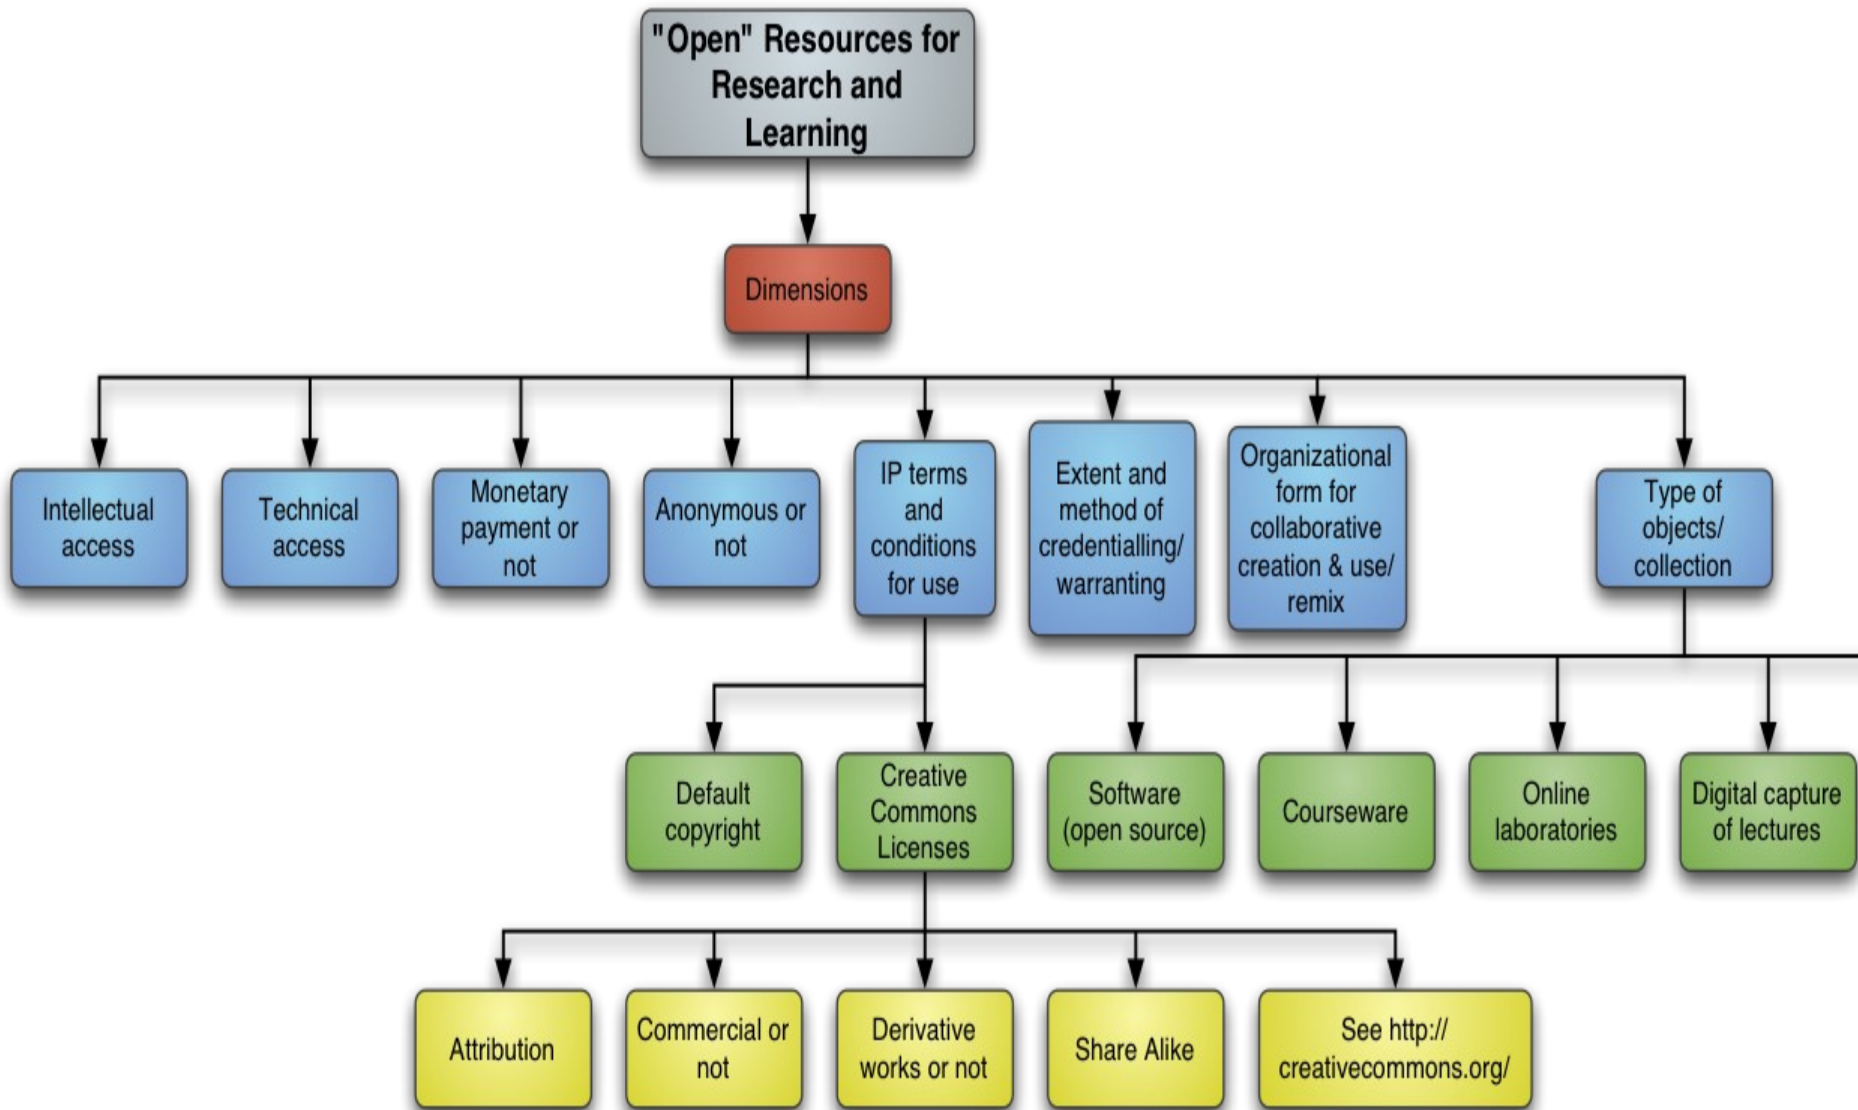 "Open" Resources for
Research and
Learning
Dimensions
Intellectual
access
Technical
access
Monetary
payment or
not
Anonymous or
not
IP terms
and
conditions
for use
Extent and
method of
credentialling/
warranting
Organizational
form for
collaborative
creation & use/
remix
Type of
objects/
collection
Default
copyright
Creative
Commons
Licenses
Software
(open source)
Courseware
Online
laboratories
Digital capture
of lectures
Attribution
Commercial or
not
Derivative
works or not
Share Alike
See http://
creativecommons.org/